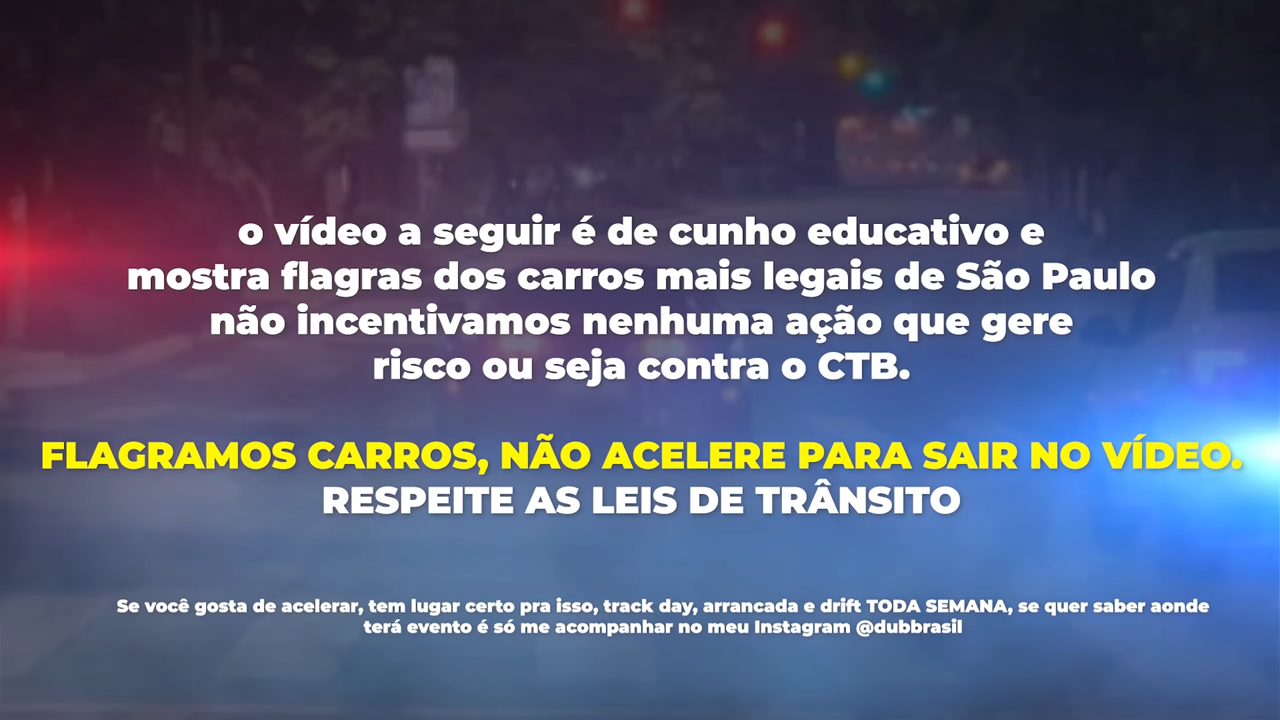 o vídeo a seguir é de cunho educativo e
mostra flagras dos carros mais legais de São Paulo
não incentivamos nenhuma ação que gere
risco ou seja contra o CTB.
FLAGRAMOS CARROS, NÃO ACELERE PARA SAIR NO VÍDEO.
RESPEITE AS LEIS DE TRÂNSITO
Se você gosta de acelerar, tem lugar certo pra isso, track day, arrancada e drift TODA SEMANA, se quer saber aonde
terá evento é só me acompanhar no meu Instagram @dubbrasil